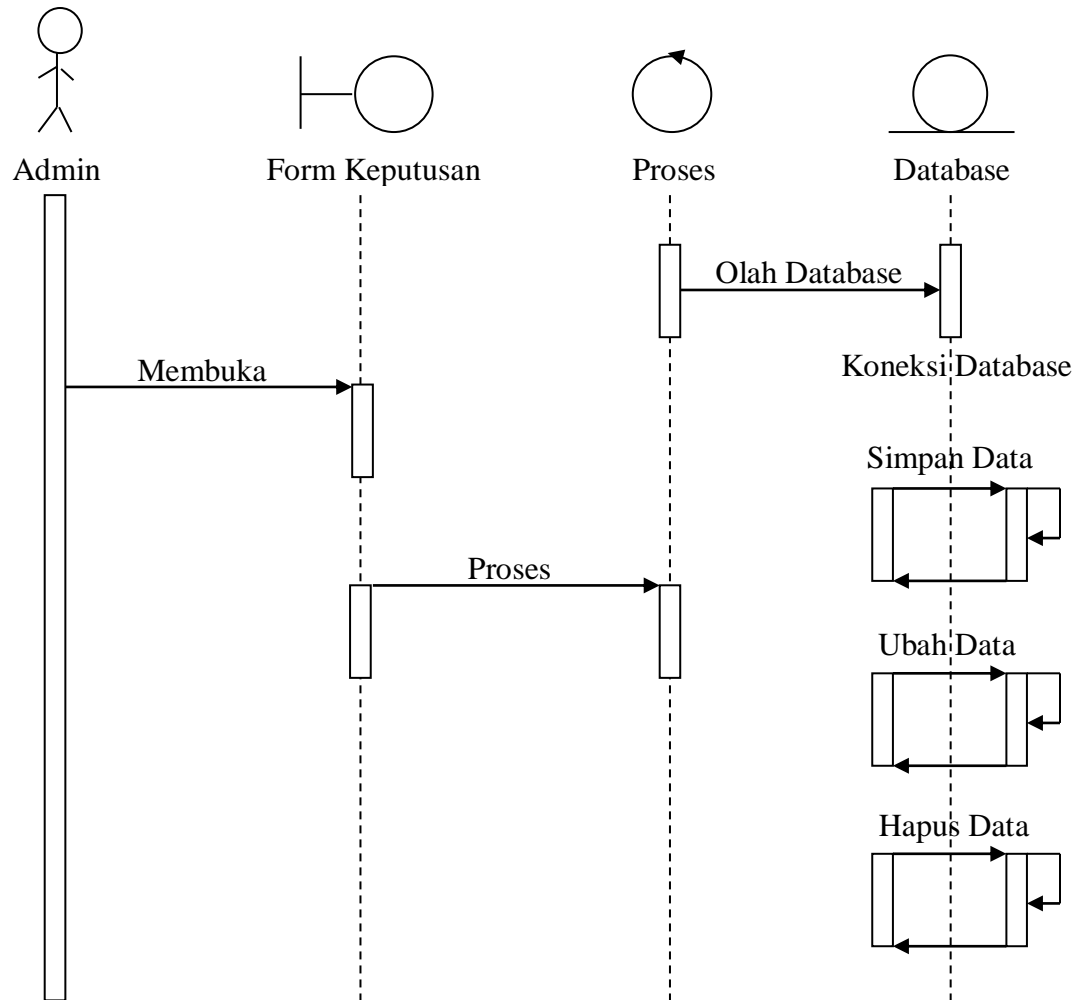 Admin
Form Keputusan
Proses
Database
Olah Database
Koneksi Database
Membuka
Simpan Data
Proses
Ubah Data
Hapus Data